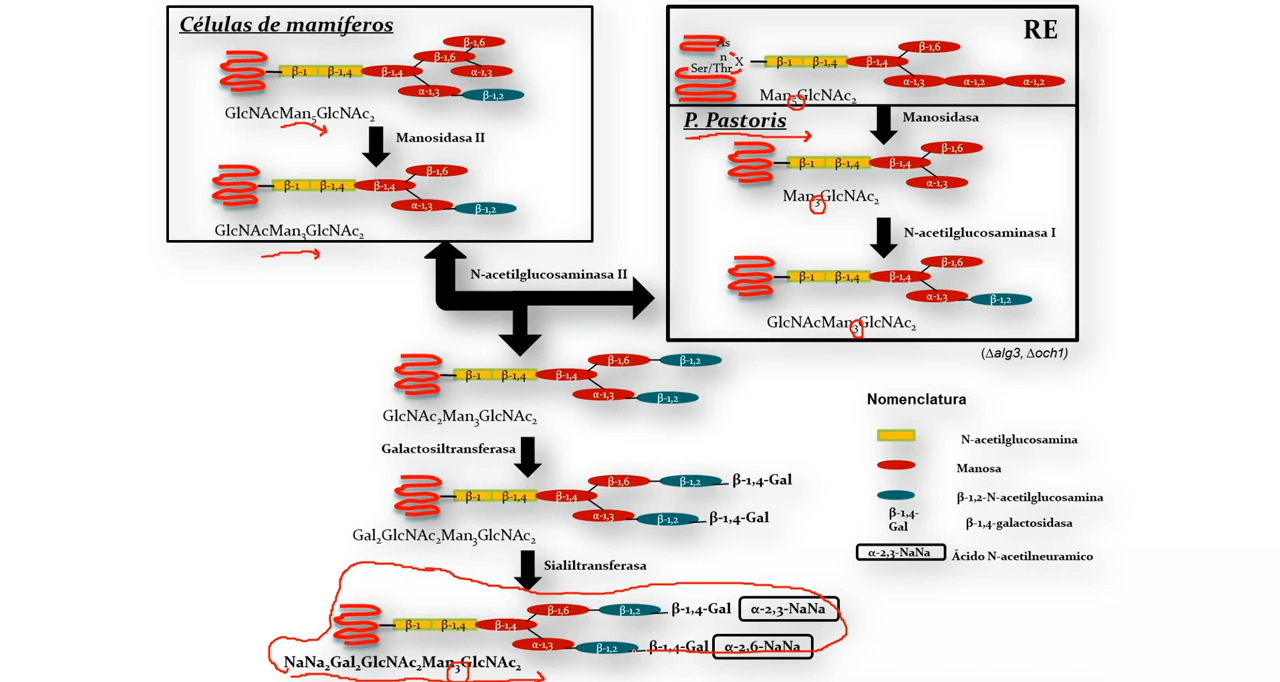 Células de mamíferos
β-1 β-1,4 β-1,4 β-1,6 β-1,6 α-1,3 α-1,3 β-1,2
GlcNAcMan5GlcNAc2
Manosidasa II
β-1 β-1,4 β-1,4 β-1,6 α-1,3 β-1,2
GlcNAcMan3GlcNAc2
RE
As
n
Ser/Thr X
β-1 β-1,4 β-1,4 β-1,6 α-1,3 α-1,2 α-1,2
Man5GlcNAc2
P. Pastoris
Manosidasa
β-1 β-1,4 β-1,4 β-1,6 α-1,3
Man3GlcNAc2
N-acetilglucosaminasa I
β-1 β-1,4 β-1,4 β-1,6 α-1,3 β-1,2
GlcNAcMan3GlcNAc2
(Δalg3, Δoch1)
N-acetilglucosaminasa II
β-1 β-1,4 β-1,4 β-1,6 β-1,2
α-1,3 β-1,2
GlcNAc2Man3GlcNAc2
Galactosiltransferasa
β-1 β-1,4 β-1,4 β-1,6 β-1,2 β-1,4-Gal
α-1,3 β-1,2 β-1,4-Gal
Gal2GlcNAc2Man3GlcNAc2
Sialiltransferasa
β-1 β-1,4 β-1,4 β-1,6 β-1,2 β-1,4-Gal α-2,3-NaNa
α-1,3 β-1,2 β-1,4-Gal α-2,6-NaNa
NaNa2Gal2GlcNAc2Man3GlcNAc2
Nomenclatura
N-acetilglucosamina
Manosa
β-1,2-N-acetilglucosamina
β-1,4-
Gal
β-1,4-galactosidasa
α-2,3-NaNa Ácido N-acetilneuramico